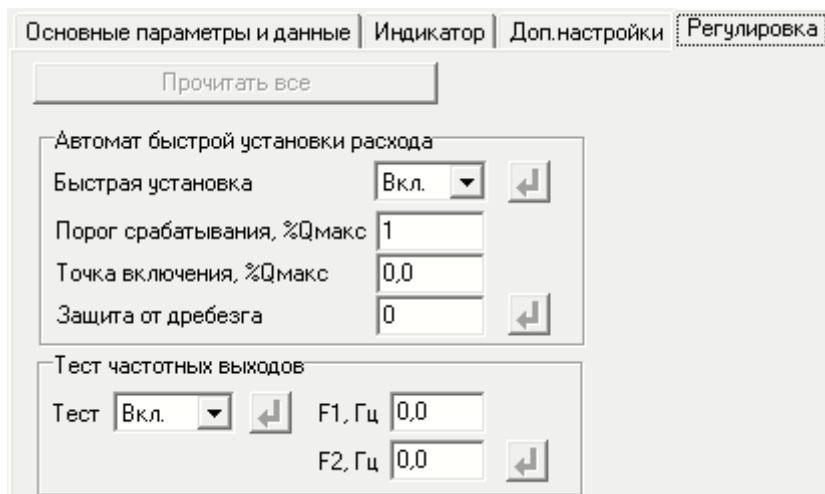 Основные параметры и данные Индикатор Доп.настройки Регулировка
Прочитать все
Автомат быстрой установки расхода
Быстрая установка Вкл.
Порог срабатывания, %Qмакс 1
Точка включения, %Qмакс 0,0
Защита от дребезга 0
Тест частотных выходов
Тест Вкл. F1, Гц 0,0
F2, Гц 0,0